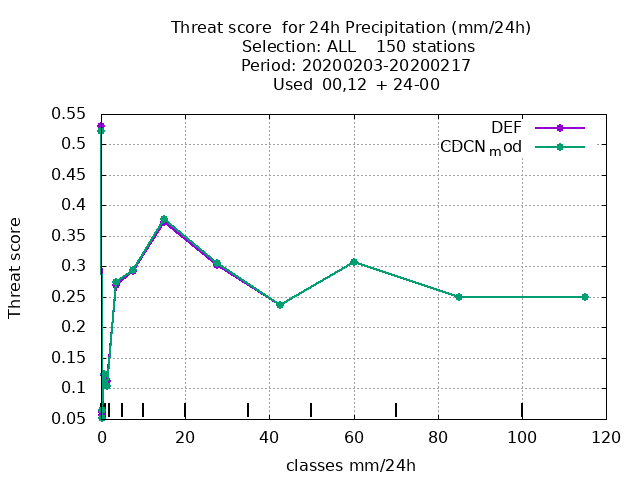 Threat score  for 24h Precipitation (mm/24h)
Selection: ALL    150 stations
Period: 20200203-20200217
Used  00,12  + 24-00
0.55
0.5
0.45
0.4
0.35
0.3
0.25
0.2
0.15
0.1
0.05
Threat score
DEF
CDCN_mod
0 20 40 60 80 100 120
classes mm/24h